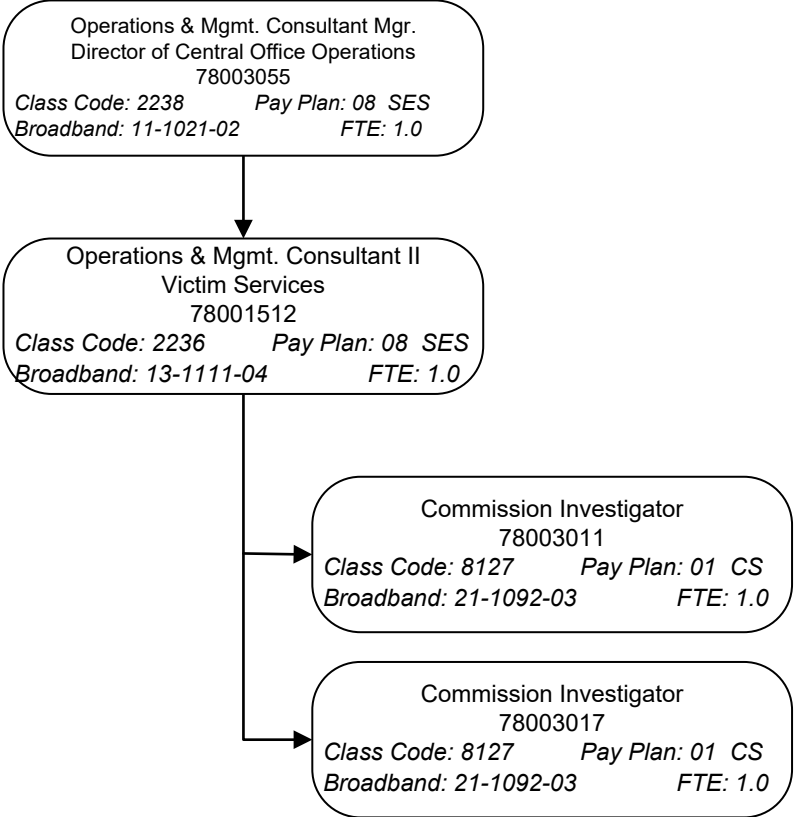 Operations & Mgmt. Consultant Mgr.
Director of Central Office Operations
78003055
Class Code: 2238 Pay Plan: 08 SES
Broadband: 11-1021-02 FTE: 1.0
Operations & Mgmt. Consultant II
Victim Services
78001512
Class Code: 2236 Pay Plan: 08 SES
Broadband: 13-1111-04 FTE: 1.0
Commission Investigator
78003011
Class Code: 8127 Pay Plan: 01 CS
Broadband: 21-1092-03 FTE: 1.0
Commission Investigator
78003017
Class Code: 8127 Pay Plan: 01 CS
Broadband: 21-1092-03 FTE: 1.0